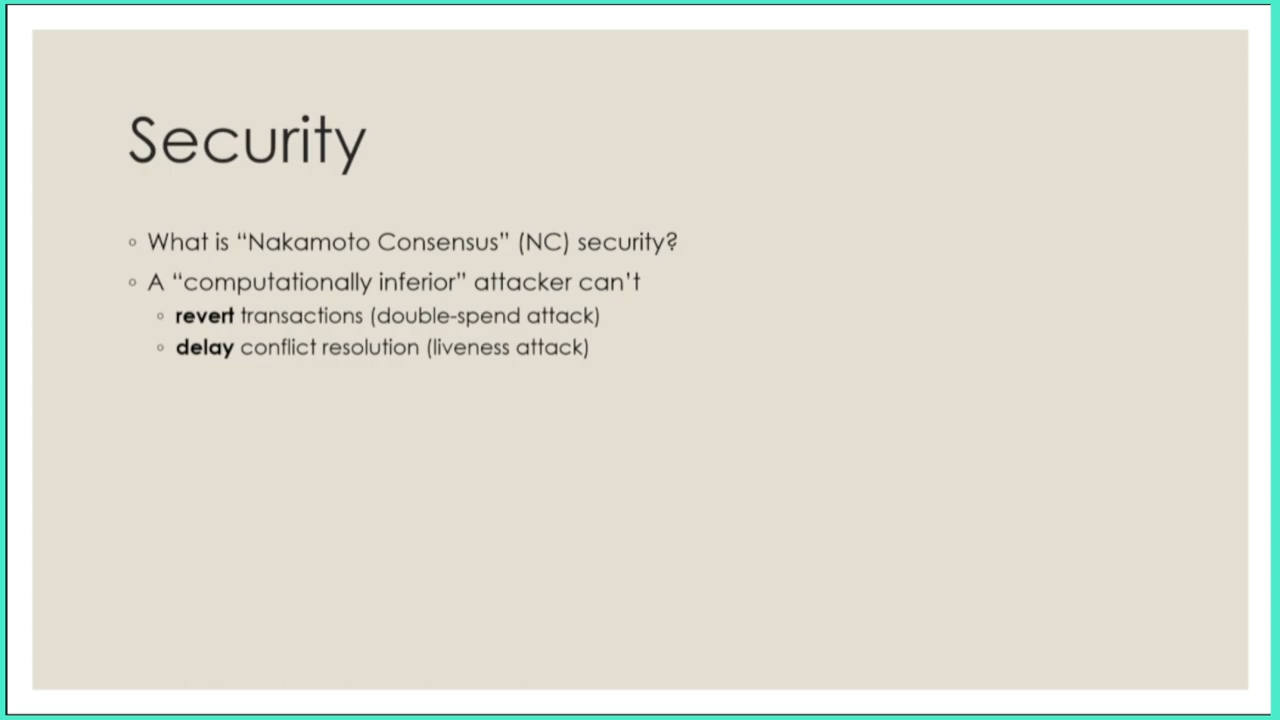 Security
◦ What is “Nakamoto Consensus” (NC) security?
◦ A “computationally inferior” attacker can’t
◦ revert transactions (double-spend attack)
◦ delay conflict resolution (liveness attack)